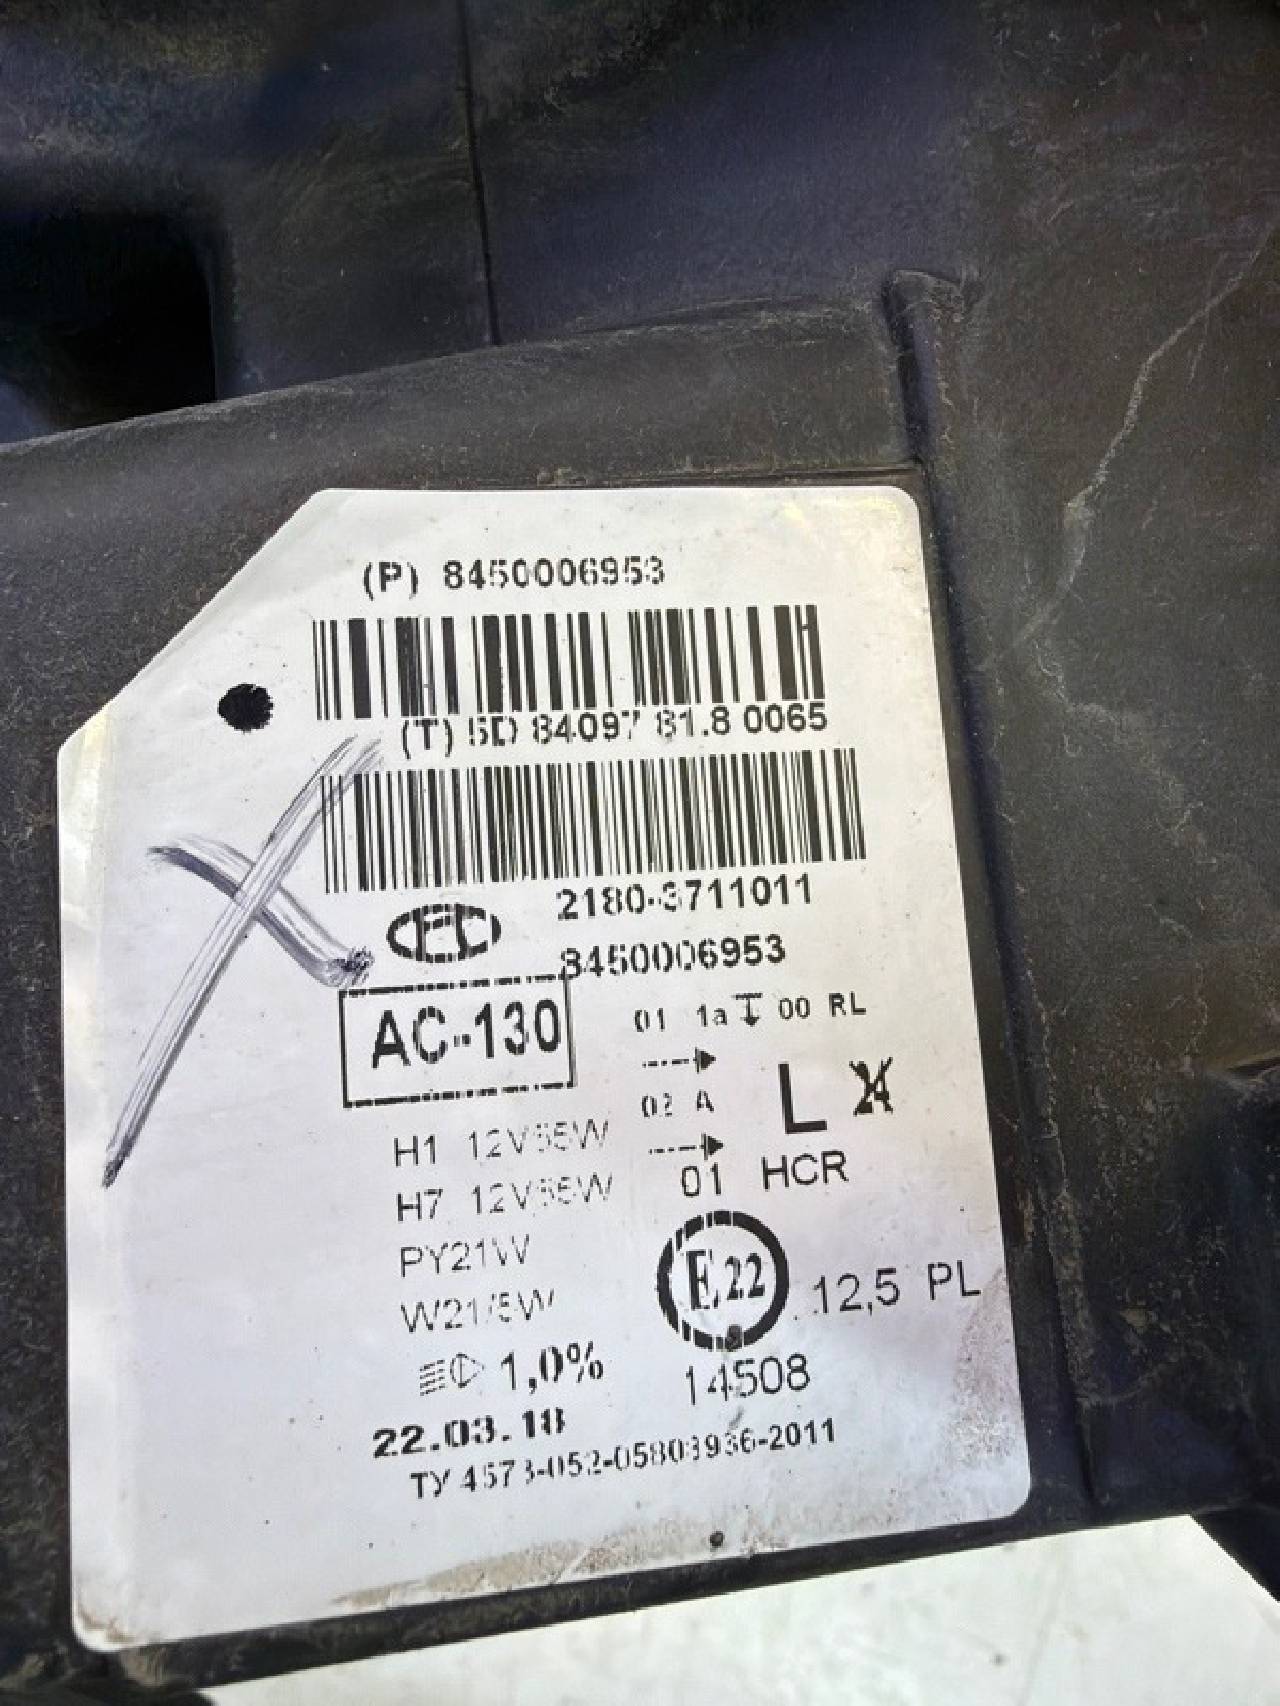 (P) 8450006953
(T) 5D 84097 81.8 0065
2180-3711011
8450006953
AC-130
01 1a 00 RL
02 A
L
H1 12V55W
H7 12V55W
01 HCR
PY21W
E22
12,5 PL
W21/5W
1,0%
14508
22.03.18
ТУ 4573-052-05808936-2011